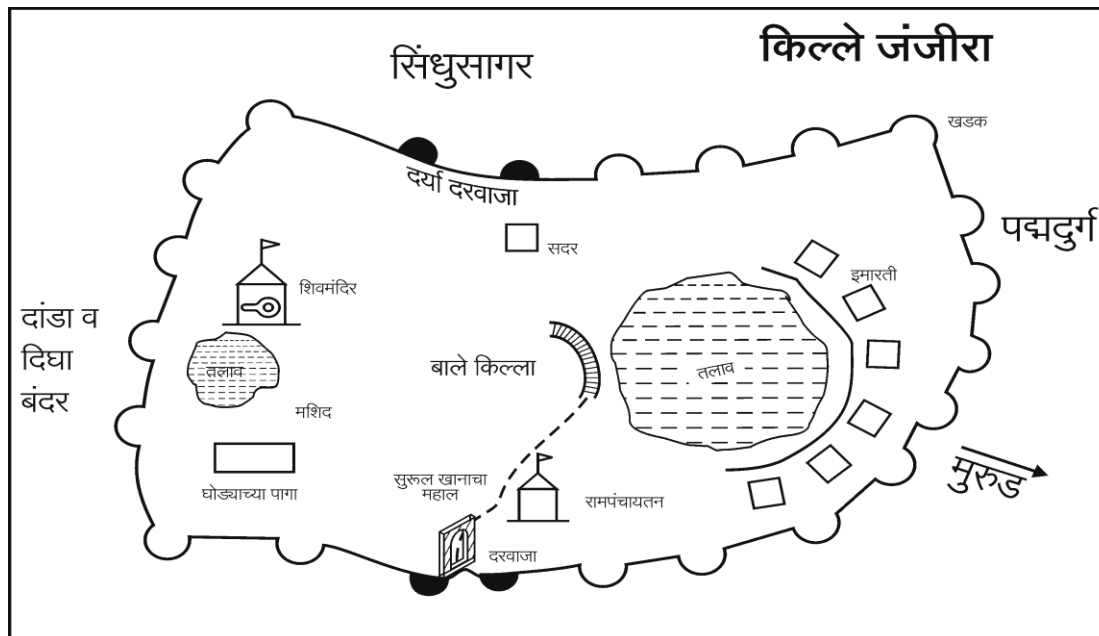 किल्ले जंजीरा
सिंधुसागर
खडक
दर्या दरवाजा
पद्मदुर्ग
सदर
इमारती
शिवमंदिर
दांडा व
दिघा
बंदर
बाले किल्ला
तलाव
तलाव
मशिद
मुरुड
सुरूल खानाचा
महाल
घोड्याच्या पागा
रामपंचायतन
दरवाजा